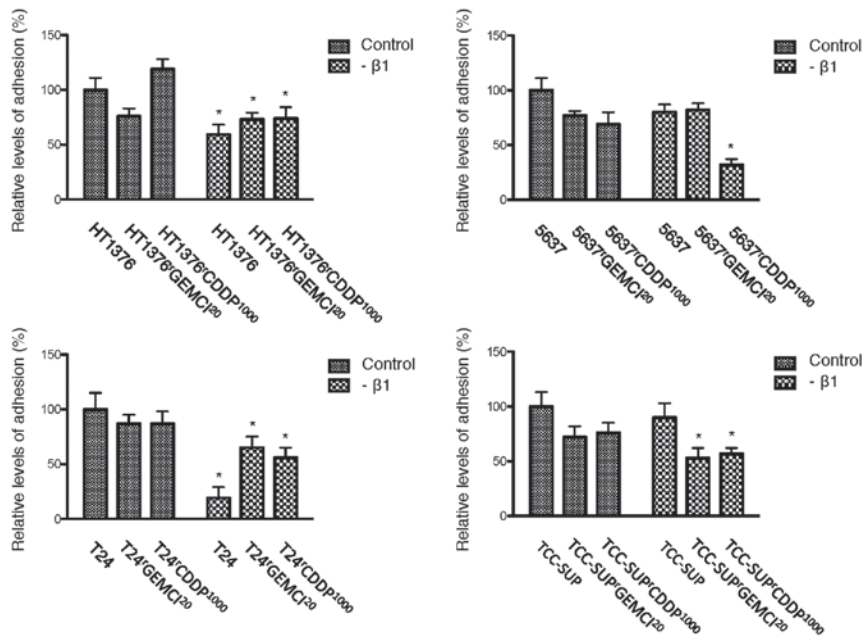 Relative levels of adhesion (%)
150
100
50
0
Control
- β1
* * *
HT1376
HT1376ʳGEMCI²⁰
HT1376ʳCDDP¹⁰⁰⁰
HT1376
HT1376ʳGEMCI²⁰
HT1376ʳCDDP¹⁰⁰⁰
Relative levels of adhesion (%)
150
100
50
0
Control
- β1
*
5637
5637ʳGEMCI²⁰
5637ʳCDDP¹⁰⁰⁰
5637
5637ʳGEMCI²⁰
5637ʳCDDP¹⁰⁰⁰
Relative levels of adhesion (%)
150
100
50
0
Control
- β1
* * *
T24
T24ʳGEMCI²⁰
T24ʳCDDP¹⁰⁰⁰
T24
T24ʳGEMCI²⁰
T24ʳCDDP¹⁰⁰⁰
Relative levels of adhesion (%)
150
100
50
0
Control
- β1
* *
TCC-SUP
TCC-SUPʳGEMCI²⁰
TCC-SUPʳCDDP¹⁰⁰⁰
TCC-SUP
TCC-SUPʳGEMCI²⁰
TCC-SUPʳCDDP¹⁰⁰⁰